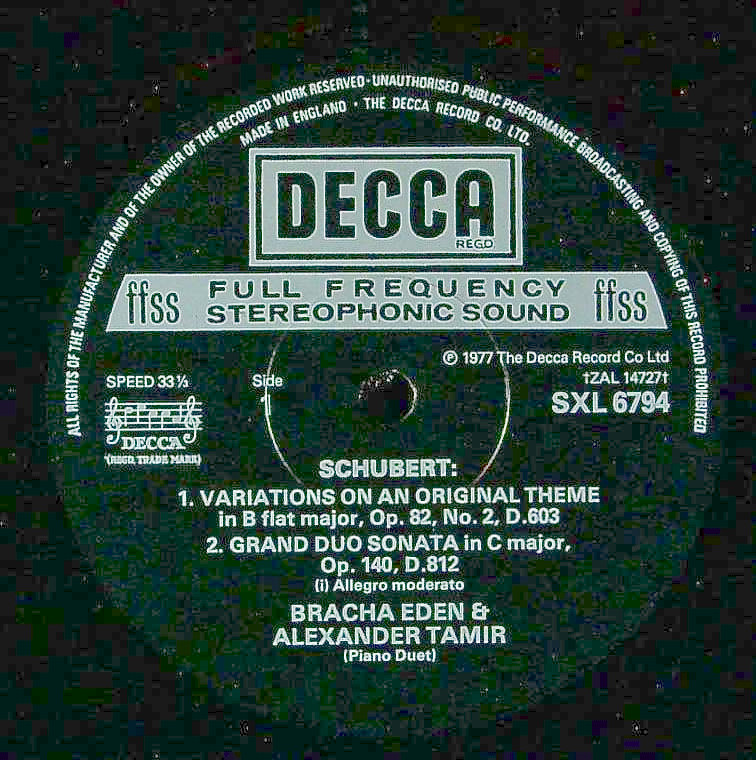 ALL RIGHTS OF THE MANUFACTURER AND OF THE OWNER OF THE RECORDED WORK RESERVED · UNAUTHORISED PUBLIC PERFORMANCE BROADCASTING AND COPYING OF THIS RECORD PROHIBITED
MADE IN ENGLAND · THE DECCA RECORD CO. LTD.
DECCA
REGD
ffss FULL FREQUENCY ffss
STEREOPHONIC SOUND
℗ 1977 The Decca Record Co Ltd
SPEED 33⅓ Side †ZAL 14727†
1 SXL 6794
DECCA
(REGD. TRADE MARK)
SCHUBERT:
1. VARIATIONS ON AN ORIGINAL THEME
in B flat major, Op. 82, No. 2, D.603
2. GRAND DUO SONATA in C major,
Op. 140, D.812
(i) Allegro moderato
BRACHA EDEN &
ALEXANDER TAMIR
(Piano Duet)